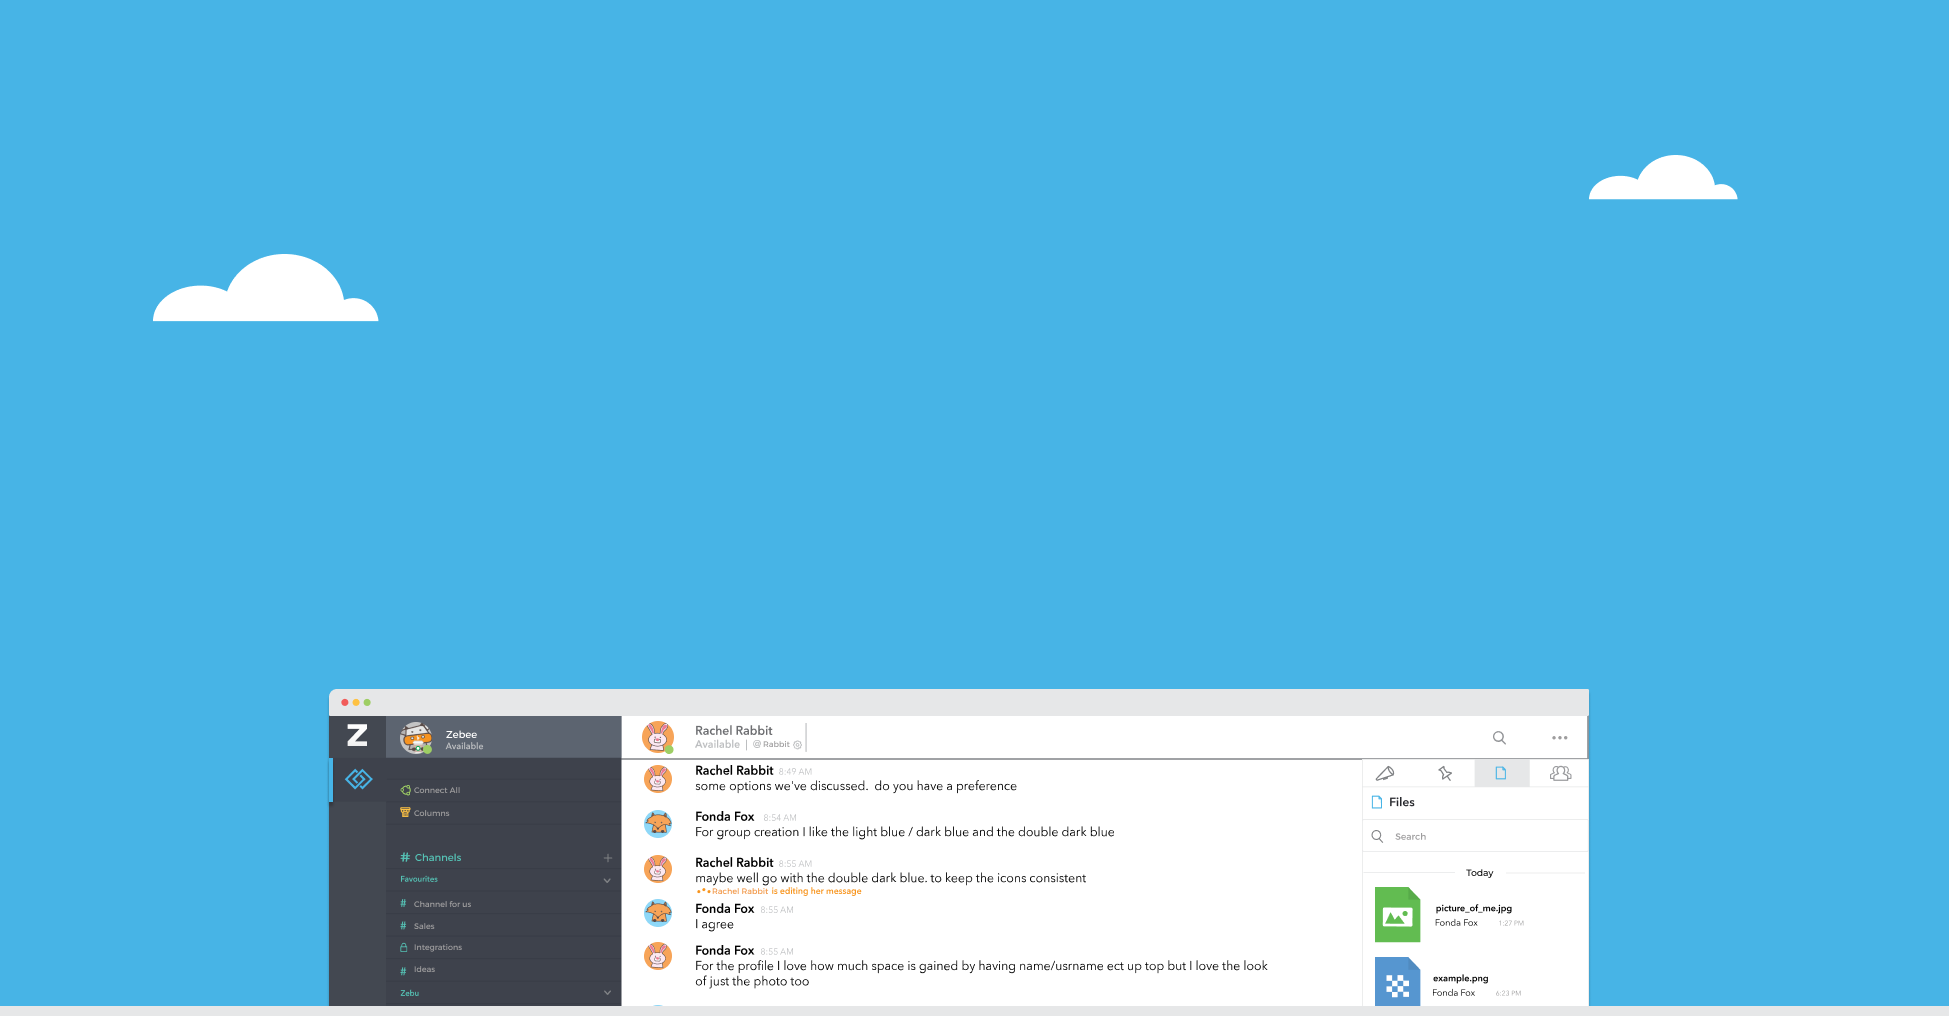 Z
Zebee
Available
Connect All
Columns
# Channels +
Favourites
# Channel for us
# Sales
Integrations
# Ideas
Zebu
Rachel Rabbit
Available | @ Rabbit
Rachel Rabbit 8:49 AM
some options we've discussed.  do you have a preference
Fonda Fox 8:54 AM
For group creation I like the light blue / dark blue and the double dark blue
Rachel Rabbit 8:55 AM
maybe well go with the double dark blue. to keep the icons consistent
Rachel Rabbit is editing her message
Fonda Fox 8:55 AM
I agree
Fonda Fox 8:55 AM
For the profile I love how much space is gained by having name/usrname ect up top but I love the look
of just the photo too
Files
Search
Today
picture_of_me.jpg
Fonda Fox 1:27 PM
example.png
Fonda Fox 6:23 PM